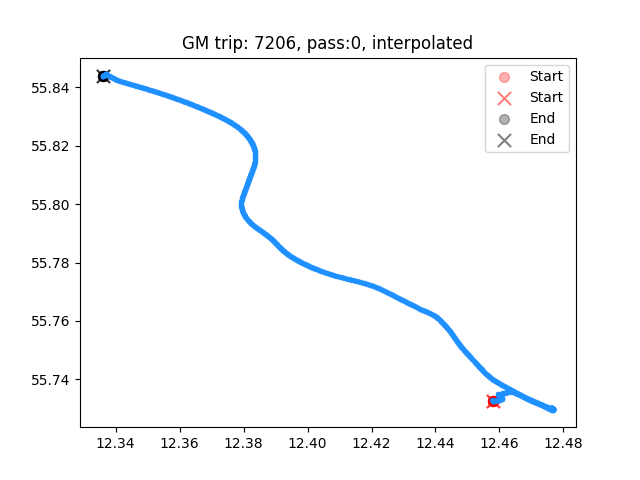 GM trip: 7206, pass:0, interpolated
Start
Start
End
End
55.84
55.82
55.80
55.78
55.76
55.74
12.34 12.36 12.38 12.40 12.42 12.44 12.46 12.48